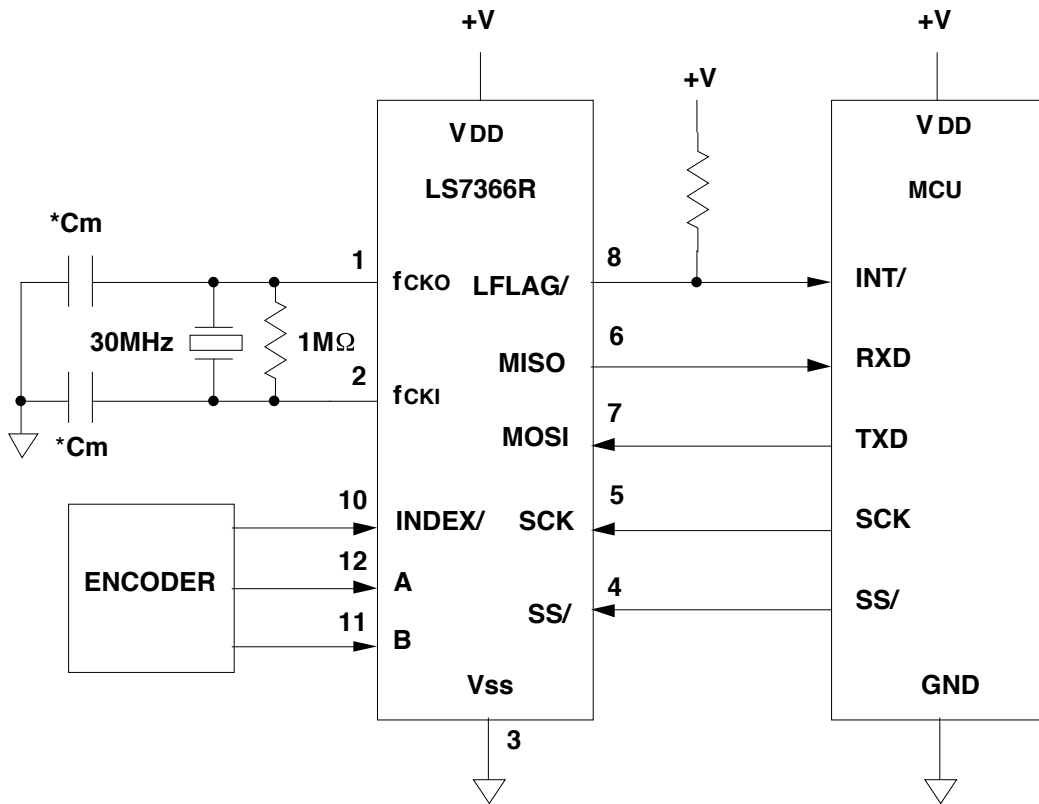 +V
+V
+V
VDD
VDD
LS7366R
MCU
*Cm
1
fCKO
LFLAG/
8
INT/
30MHz
1MΩ
6
MISO
RXD
2
fCKI
*Cm
7
MOSI
TXD
10
INDEX/
5
SCK
SCK
ENCODER
12
A
4
SS/
SS/
11
B
Vss
GND
3